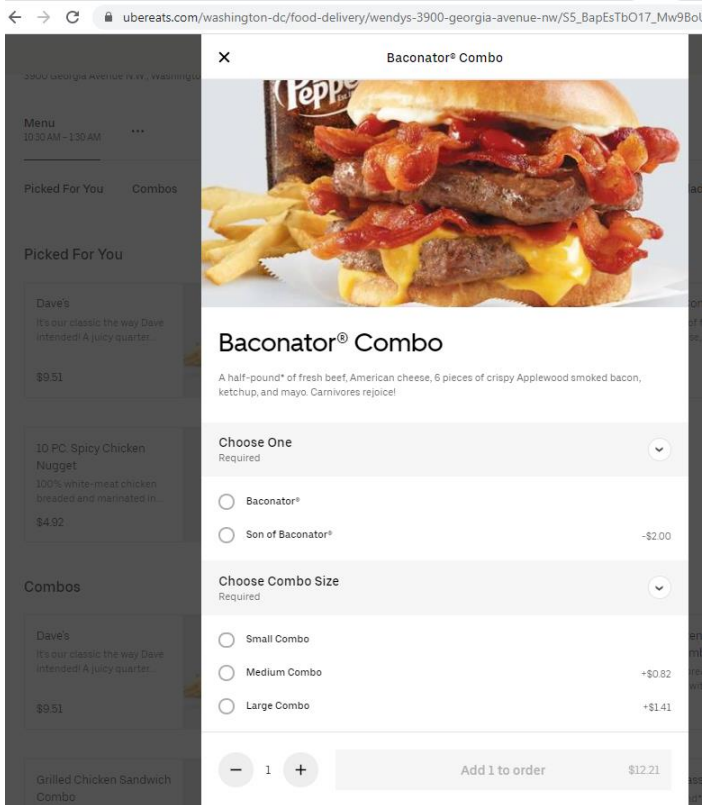 ubereats.com/washington-dc/food-delivery/wendys-3900-georgia-avenue-nw/S5_BapEsTbO17_Mw9Bo
Baconator® Combo
3900 Georgia Avenue N.W., Washingto
Menu
10:30 AM – 1:30 AM
...
Picked For You Combos
Picked For You
Dave's
It's our classic the way Dave
intended! A juicy quarter...
$9.51
10 PC. Spicy Chicken
Nugget
100% white-meat chicken
breaded and marinated in...
$4.92
Combos
Dave's
It's our classic the way Dave
intended! A juicy quarter...
$9.51
Grilled Chicken Sandwich
Combo
Pepp
Baconator® Combo
A half-pound* of fresh beef, American cheese, 6 pieces of crispy Applewood smoked bacon,
ketchup, and mayo. Carnivores rejoice!
Choose One
Required
Baconator®
Son of Baconator® -$2.00
Choose Combo Size
Required
Small Combo
Medium Combo +$0.82
Large Combo +$1.41
1
Add 1 to order $12.21